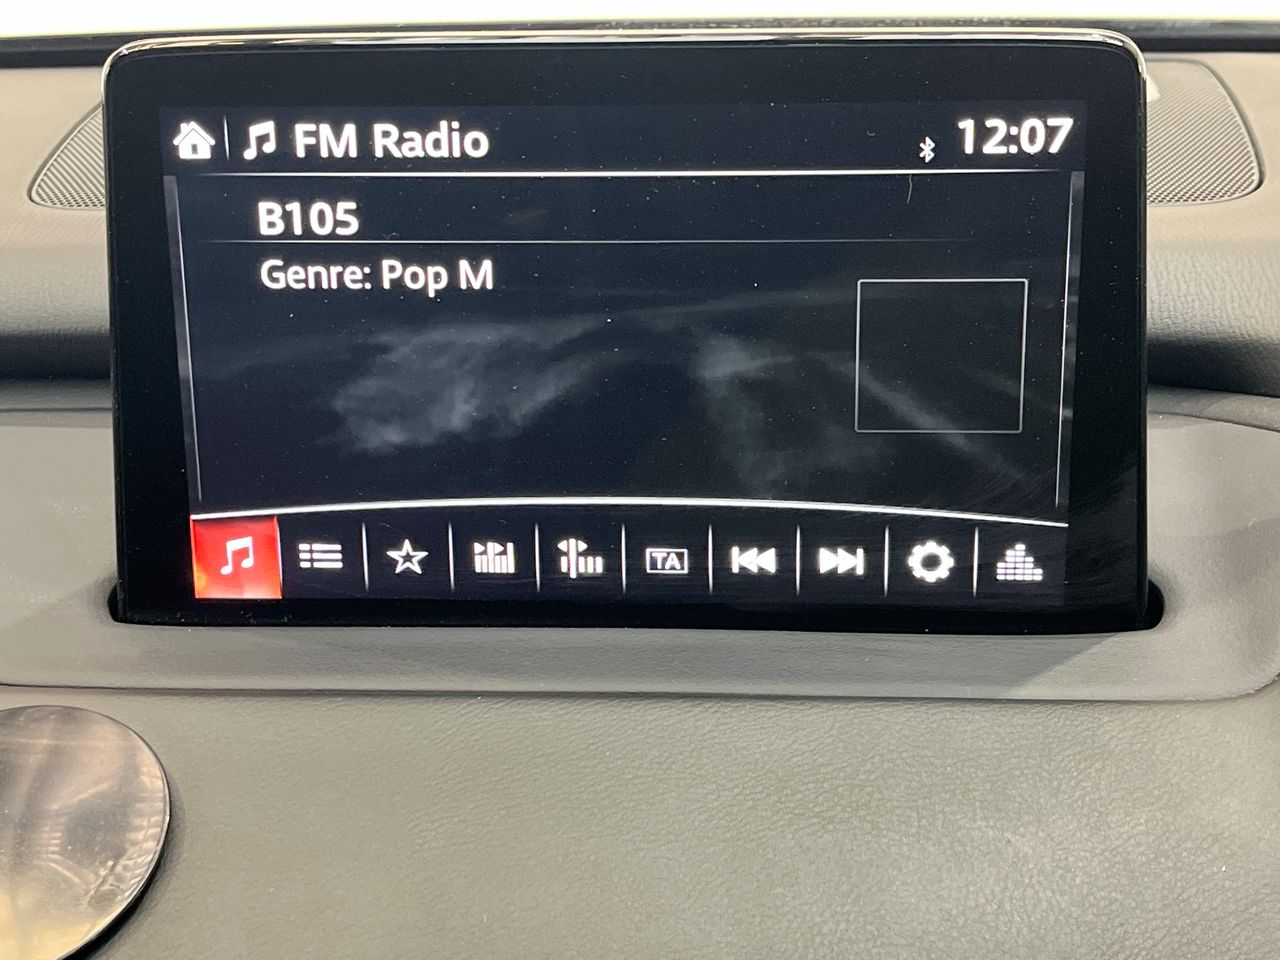 FM Radio
12:07
B105
Genre: Pop M
TA